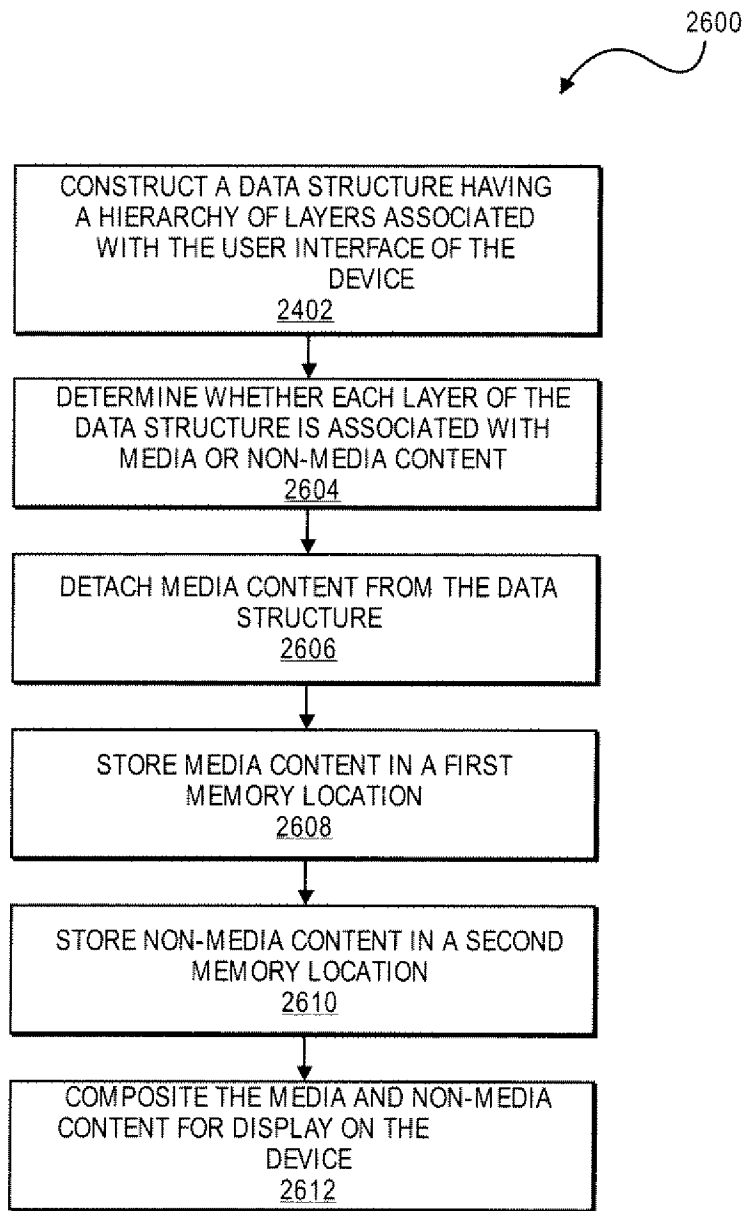 2600
CONSTRUCT A DATA STRUCTURE HAVING
A HIERARCHY OF LAYERS ASSOCIATED
WITH THE USER INTERFACE OF THE
DEVICE
2402
DETERMINE WHETHER EACH LAYER OF THE
DATA STRUCTURE IS ASSOCIATED WITH
MEDIA OR NON-MEDIA CONTENT
2604
DETACH MEDIA CONTENT FROM THE DATA
STRUCTURE
2606
STORE MEDIA CONTENT IN A FIRST
MEMORY LOCATION
2608
STORE NON-MEDIA CONTENT IN A SECOND
MEMORY LOCATION
2610
COMPOSITE THE MEDIA AND NON-MEDIA
CONTENT FOR DISPLAY ON THE
DEVICE
2612